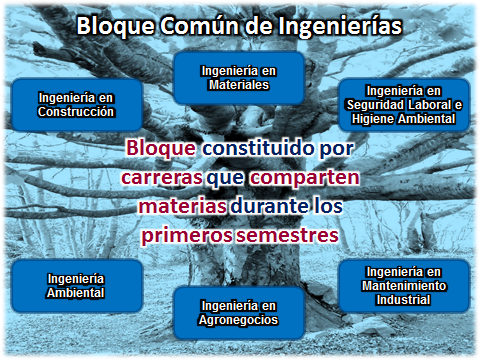 Bloque Común de Ingenierías
Ingeniería en
Materiales
Ingeniería en
Construcción
Ingeniería en
Seguridad Laboral e
Higiene Ambiental
Bloque constituido por
carreras que comparten
materias durante los
primeros semestres
Ingeniería
Ambiental
Ingeniería en
Agronegocios
Ingeniería en
Mantenimiento
Industrial